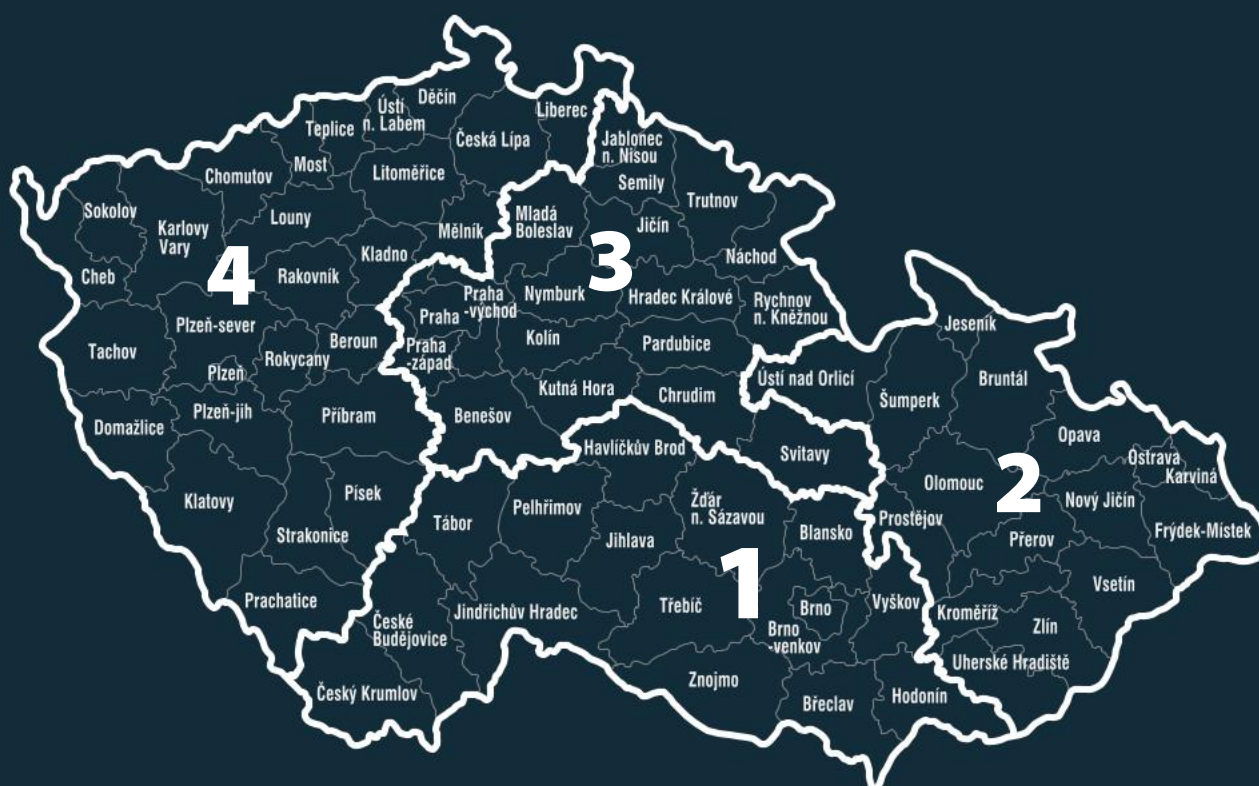 Děčín
Ústí
n. Labem
Teplice
Liberec
Česká Lípa
Jablonec
n. Nisou
Most
Litoměřice
Chomutov
Semily
Trutnov
Sokolov
Karlovy
Vary
Louny
Mělník
Mladá
Boleslav
Jičín
4
3
Kladno
Cheb
Rakovník
Náchod
Praha
-východ
Nymburk
Hradec Králové
Rychnov
n. Kněžnou
Plzeň-sever
Praha
Jeseník
Beroun
Kolín
Pardubice
Tachov
Rokycany
Praha
-západ
Plzeň
Ústí nad Orlicí
Bruntál
Kutná Hora
Chrudim
Šumperk
Plzeň-jih
Příbram
Benešov
Domažlice
Opava
Havlíčkův Brod
Svitavy
Ostrava
Karviná
Olomouc
2
Klatovy
Písek
Žďár
n. Sázavou
Nový Jičín
Pelhřimov
Tábor
Prostějov
Strakonice
Jihlava
Blansko
Přerov
Frýdek-Místek
1
Vsetín
Prachatice
Třebíč
Brno
Vyškov
Kroměříž
České
Budějovice
Jindřichův Hradec
Brno
-venkov
Zlín
Uherské Hradiště
Český Krumlov
Znojmo
Břeclav
Hodonín